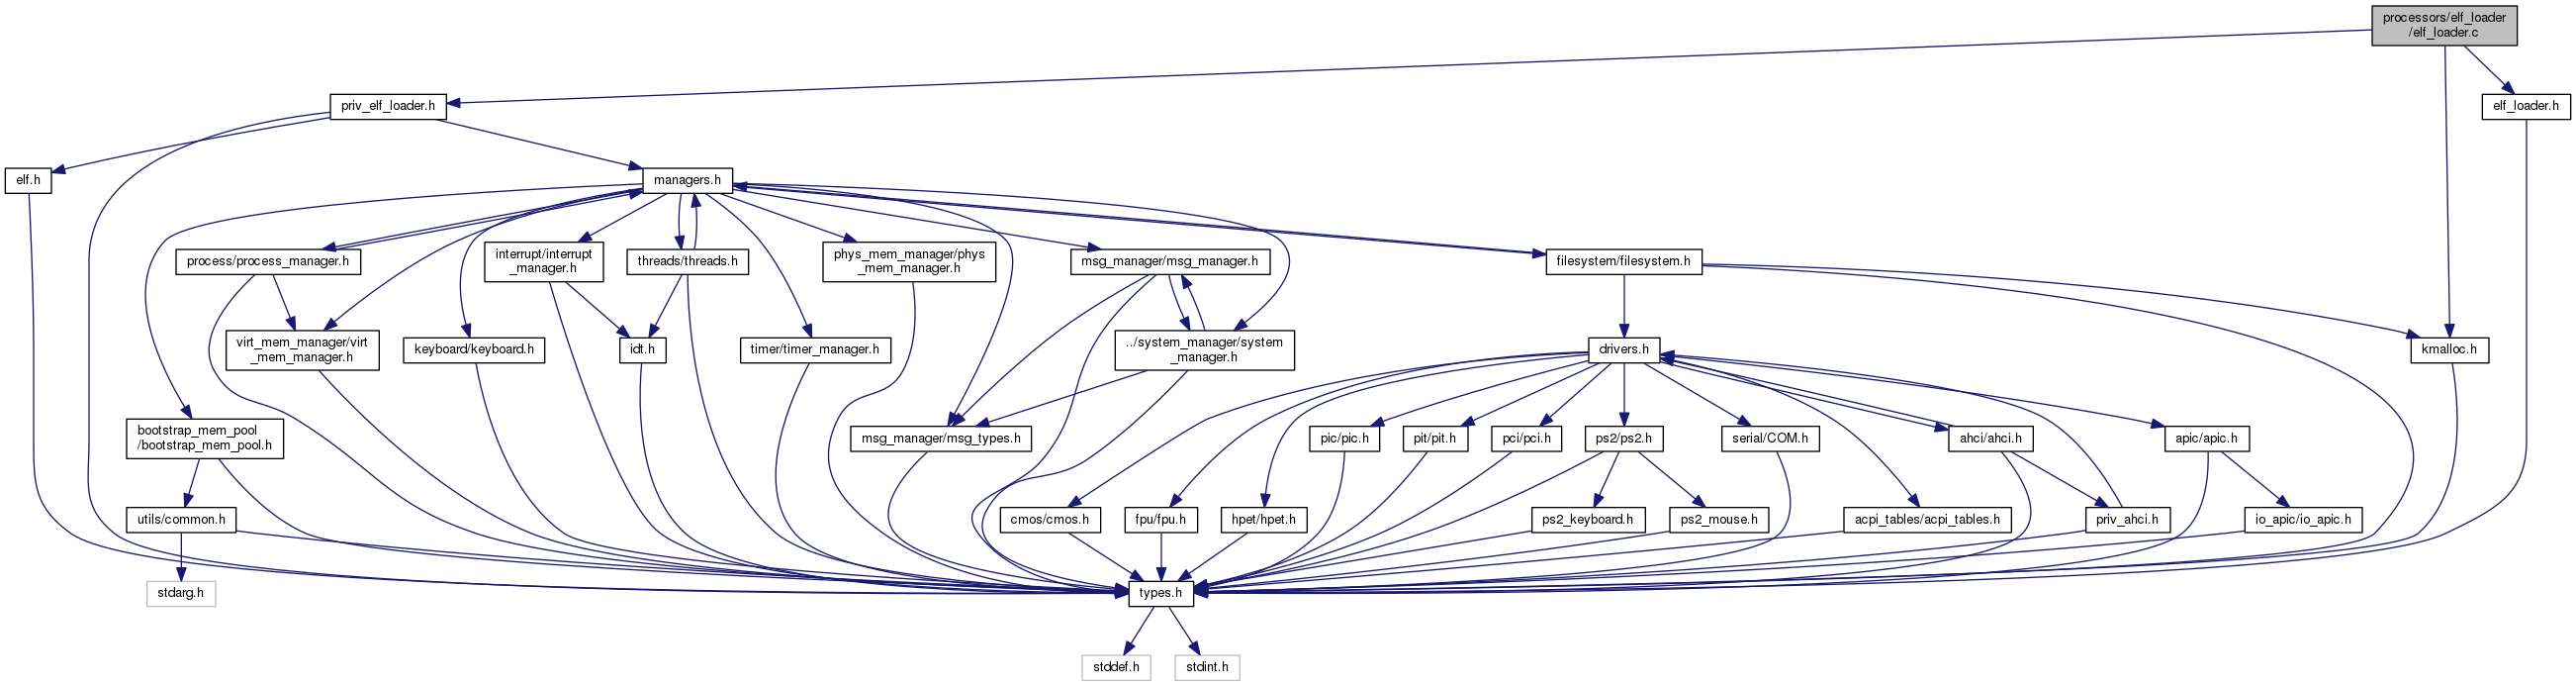 processors/elf_loader
/elf_loader.c
priv_elf_loader.h
elf_loader.h
elf.h
managers.h
process/process_manager.h
interrupt/interrupt
_manager.h
threads/threads.h
phys_mem_manager/phys
_mem_manager.h
msg_manager/msg_manager.h
filesystem/filesystem.h
virt_mem_manager/virt
_mem_manager.h
keyboard/keyboard.h
idt.h
timer/timer_manager.h
../system_manager/system
_manager.h
drivers.h
kmalloc.h
bootstrap_mem_pool
/bootstrap_mem_pool.h
msg_manager/msg_types.h
pic/pic.h
pit/pit.h
pci/pci.h
ps2/ps2.h
serial/COM.h
ahci/ahci.h
apic/apic.h
utils/common.h
cmos/cmos.h
fpu/fpu.h
hpet/hpet.h
ps2_keyboard.h
ps2_mouse.h
acpi_tables/acpi_tables.h
priv_ahci.h
io_apic/io_apic.h
stdarg.h
types.h
stddef.h
stdint.h